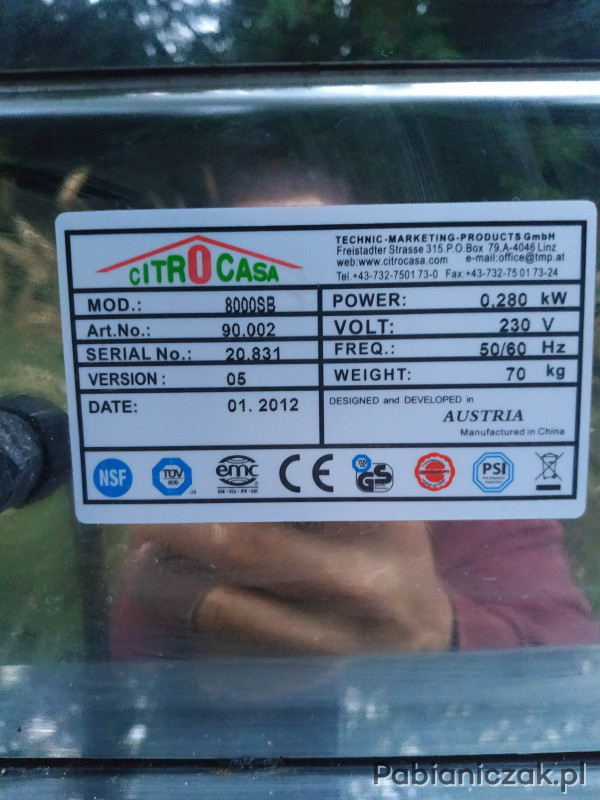 CITROCASA
TECHNIC-MARKETING-PRODUCTS GmbH
Freistadter Strasse 315.P.O.Box 79,A-4046 Linz
web:www.citrocasa.com e-mail:office@tmp.at
Tel.+43-732-7501 73-0 Fax:+43-732-75 01 73-24
MOD.: 8000SB
Art.No.: 90.002
SERIAL No.: 20.831
VERSION : 05
DATE: 01. 2012
POWER: 0,280 kW
VOLT: 230 V
FREQ.: 50/60 Hz
WEIGHT: 70 kg
DESIGNED and DEVELOPED in
AUSTRIA
Manufactured in China
NSF
TÜV
emc
CE
GS
PSI
Pabianiczak.pl